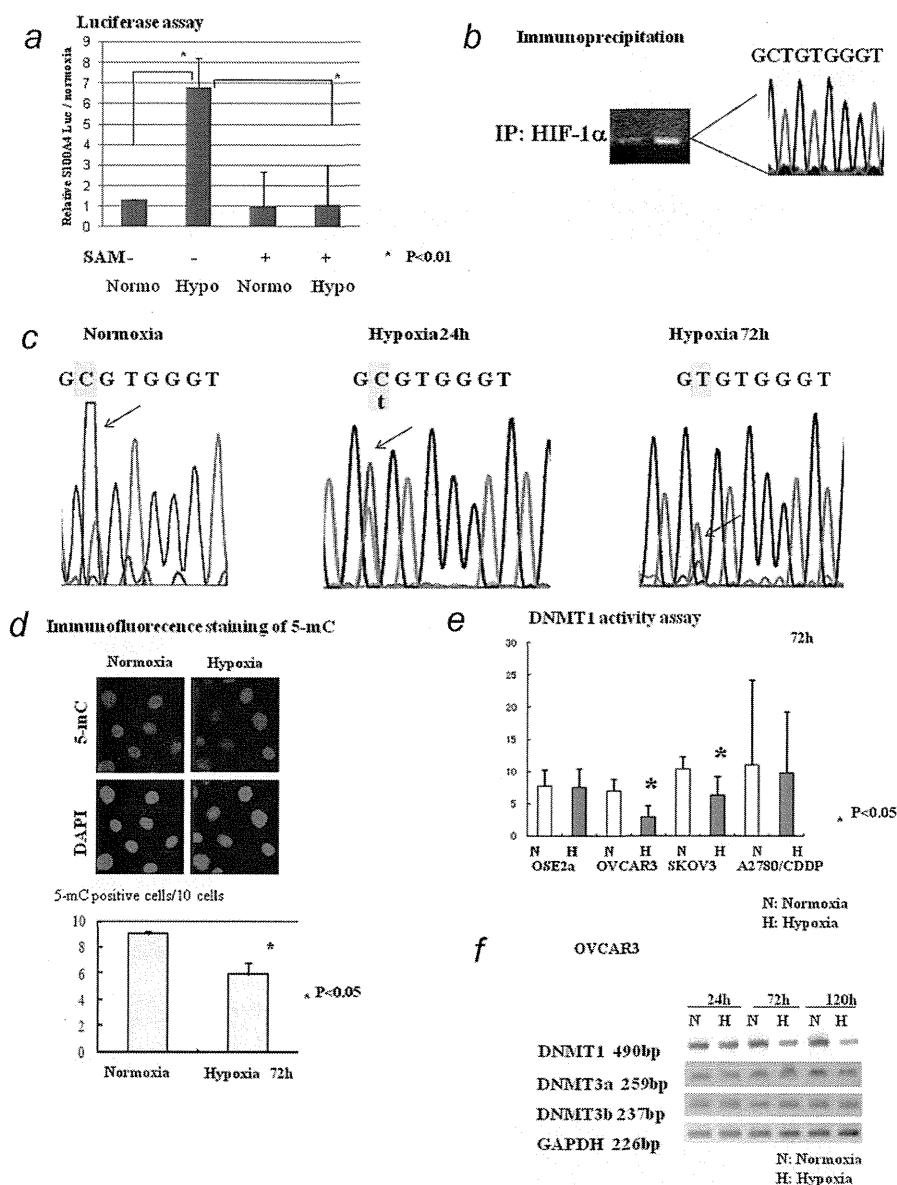 a
Luciferase assay
Relative S100A4 Luc / normoxia
9
8
7
6
5
4
3
2
1
0
*
*
SAM - - + +
* P<0.01
Normo Hypo Normo Hypo
b
Immunoprecipitation
GCTGTGGGT
IP: HIF-1α
c
Normoxia
G C G T G G G T
Hypoxia 24h
G C G T G G G T
t
Hypoxia 72h
G T G T G G G T
d
Immunofluorecence staining of 5-mC
Normoxia Hypoxia
5-mC
DAPI
5-mC positive cells/10 cells
10
8
6
4
2
0
*
* P<0.05
Normoxia Hypoxia 72h
e
DNMT1 activity assay
72h
30
25
20
15
10
5
0
* *
* P<0.05
N H N H N H N H
OSE2a OVCAR3 SKOV3 A2780/CDDP
N: Normoxia
H: Hypoxia
f
OVCAR3
24h 72h 120h
N H N H N H
DNMT1 490bp
DNMT3a 259bp
DNMT3b 237bp
GAPDH 226bp
N: Normoxia
H: Hypoxia